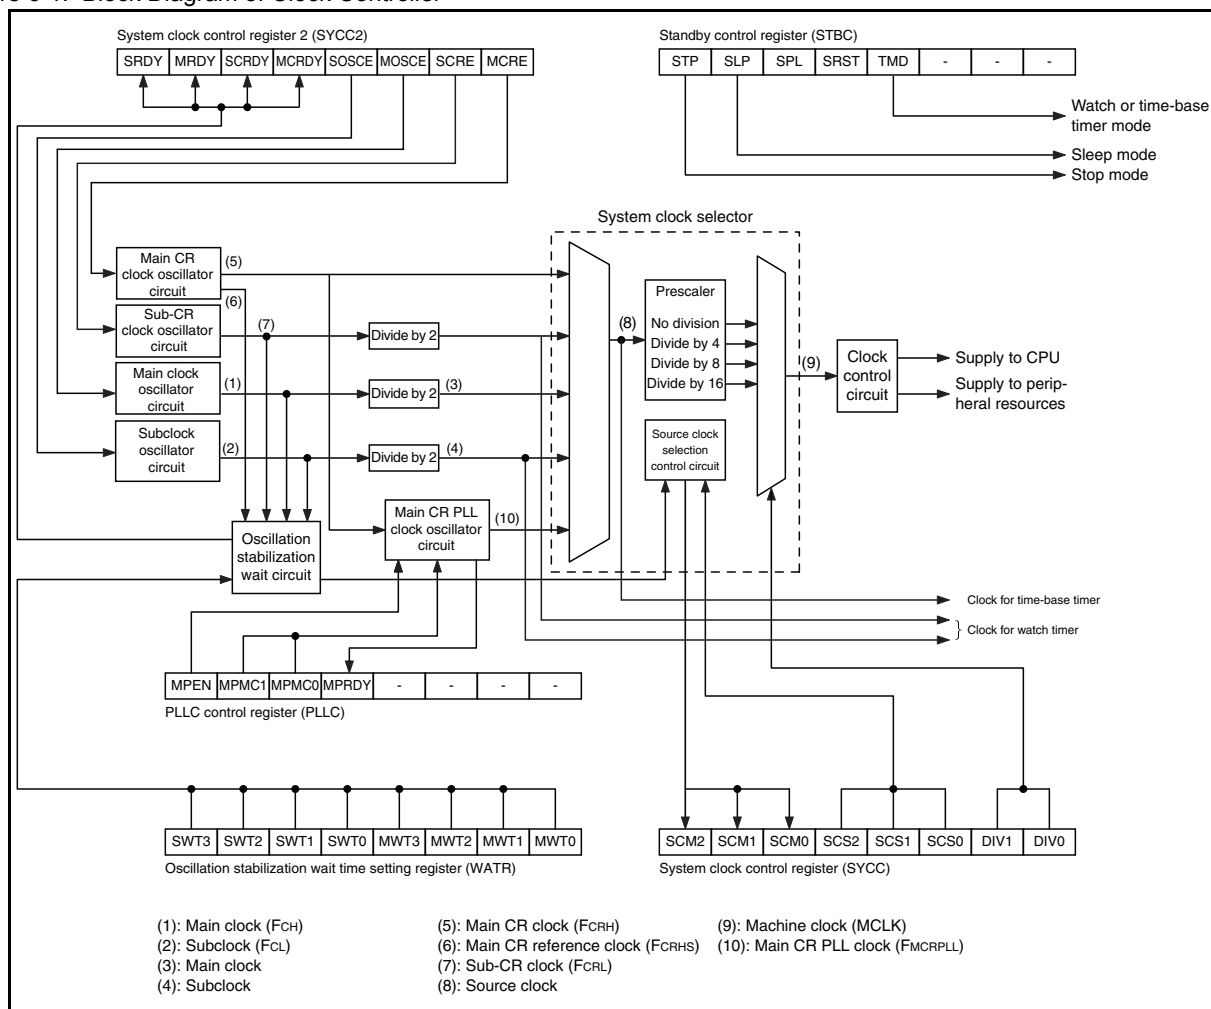 System clock control register 2 (SYCC2)
SRDY MRDY SCRDY MCRDY SOSCE MOSCE SCRE MCRE
Standby control register (STBC)
STP SLP SPL SRST TMD - - -
Watch or time-base
timer mode
Sleep mode
Stop mode
System clock selector
Main CR
clock oscillator
circuit
(5)
(6)
Sub-CR
clock oscillator
circuit
(7)
Divide by 2
Main clock
oscillator
circuit
(1)
Divide by 2
(3)
Subclock
oscillator
circuit
(2)
Divide by 2
(4)
Main CR PLL
clock oscillator
circuit
(10)
Oscillation
stabilization
wait circuit
(8)
Prescaler
No division
Divide by 4
Divide by 8
Divide by 16
Source clock
selection
control circuit
(9)
Clock
control
circuit
Supply to CPU
Supply to perip-
heral resources
Clock for time-base timer
Clock for watch timer
MPEN MPMC1 MPMC0 MPRDY - - - -
PLLC control register (PLLC)
SWT3 SWT2 SWT1 SWT0 MWT3 MWT2 MWT1 MWT0
Oscillation stabilization wait time setting register (WATR)
SCM2 SCM1 SCM0 SCS2 SCS1 SCS0 DIV1 DIV0
System clock control register (SYCC)
(1): Main clock (FCH)
(2): Subclock (FCL)
(3): Main clock
(4): Subclock
(5): Main CR clock (FCRH)
(6): Main CR reference clock (FCRHS)
(7): Sub-CR clock (FCRL)
(8): Source clock
(9): Machine clock (MCLK)
(10): Main CR PLL clock (FMCRPLL)